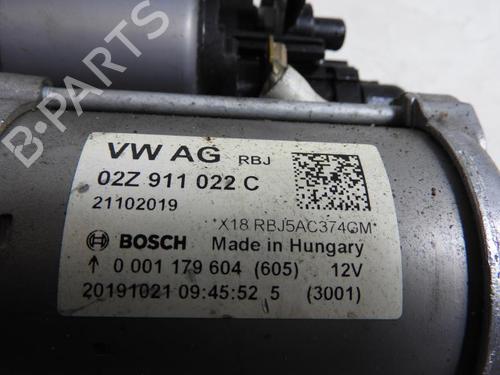 VW AG RBJ
02Z 911 022 C
21102019
*X18 RBJ5AC374GM*
BOSCH Made in Hungary
↑ 0 001 179 604 (605) 12V
20191021 09:45:52 5 (3001)
B-PARTS